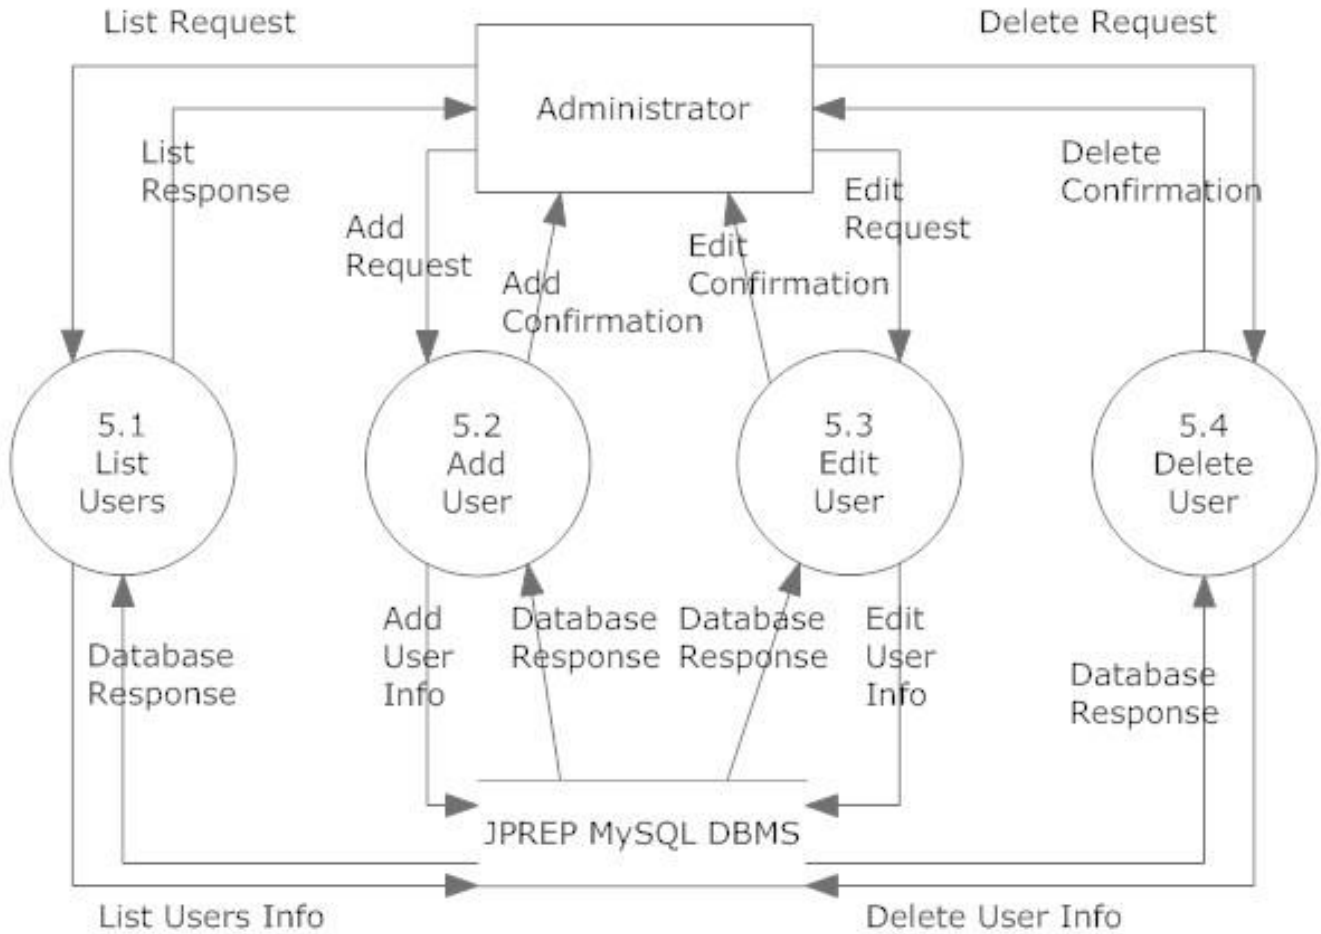 List Request
Delete Request
Administrator
List
Response
Delete
Confirmation
Add
Request
Edit
Request
Add
Confirmation
Edit
Confirmation
5.1
List
Users
5.2
Add
User
5.3
Edit
User
5.4
Delete
User
Database
Response
Add
User
Info
Database
Response
Database
Response
Edit
User
Info
Database
Response
JPREP MySQL DBMS
List Users Info
Delete User Info